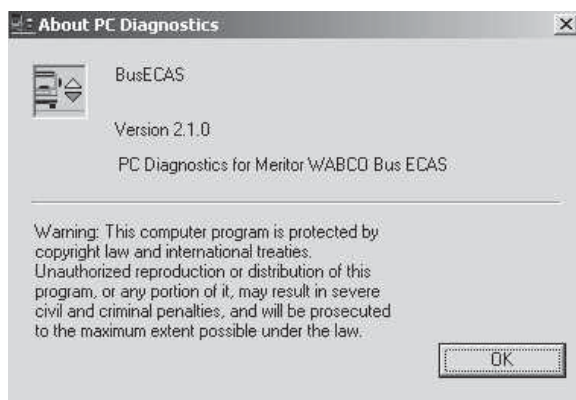 About PC Diagnostics
BusECAS
Version 2.1.0
PC Diagnostics for Meritor WABCO Bus ECAS
Warning: This computer program is protected by
copyright law and international treaties.
Unauthorized reproduction or distribution of this
program, or any portion of it, may result in severe
civil and criminal penalties, and will be prosecuted
to the maximum extent possible under the law.
OK